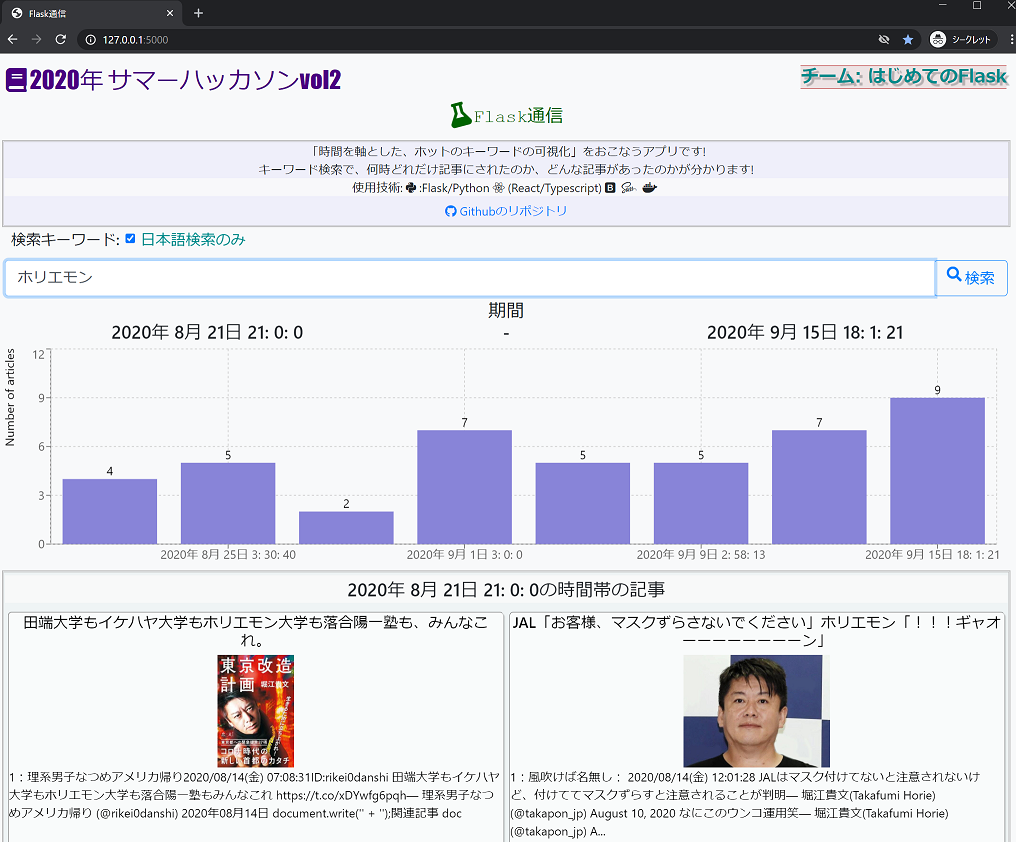 Flask通信
127.0.0.1:5000
シークレット
2020年 サマーハッカソンvol2
チーム: はじめてのFlask
Flask通信
「時間を軸とした、ホットのキーワードの可視化」をおこなうアプリです!
キーワード検索で、何時どれだけ記事にされたのか、どんな記事があったのかが分かります!
使用技術: :Flask/Python (React/Typescript) B Sass
Githubのリポジトリ
検索キーワード: 日本語検索のみ
ホリエモン
検索
期間
2020年 8月 21日 21: 0: 0 - 2020年 9月 15日 18: 1: 21
Number of articles
12
9
6
3
0
4
5
2
7
5
5
7
9
2020年 8月 25日 3: 30: 40
2020年 9月 1日 3: 0: 0
2020年 9月 9日 2: 58: 13
2020年 9月 15日 18: 1: 21
2020年 8月 21日 21: 0: 0の時間帯の記事
田端大学もイケハヤ大学もホリエモン大学も落合陽一塾も、みんなこ
れ。
東京改造
計画 堀江貴文
コロナ時代の
新しい首都のカタチ
1：理系男子なつめアメリカ帰り2020/08/14(金) 07:08:31ID:rikei0danshi 田端大学もイケハヤ
大学もホリエモン大学も落合陽一塾もみんなこれ https://t.co/xDYwfg6pqh— 理系男子なつ
めアメリカ帰り (@rikei0danshi) 2020年08月14日 document.write('' + '');関連記事 doc
JAL「お客様、マスクずらさないでください」ホリエモン「！！！ギャオ
ーーーーーーーーーン」
1：風吹けば名無し： 2020/08/14(金) 12:01:28 JALはマスク付けてないと注意されないけ
ど、付けててマスクずらすと注意されることが判明— 堀江貴文(Takafumi Horie)
(@takapon_jp) August 10, 2020 なにこのウンコ運用笑— 堀江貴文(Takafumi Horie)
(@takapon_jp) A...